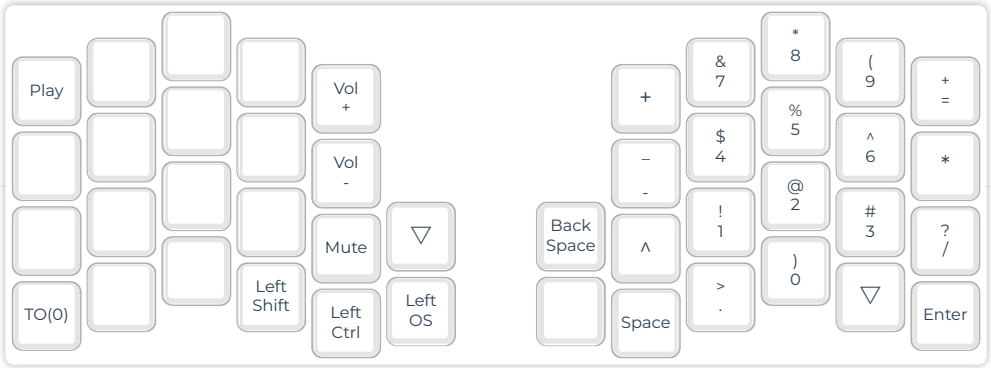 Play
Vol
+
Vol
-
Mute
TO(0)
Left
Shift
Left
Ctrl
▽
Left
OS
+
&
7
*
8
(
9
+
=
_
-
$
4
%
5
^
6
*
Back
Space
^
!
1
@
2
#
3
?
/
Space
>
.
)
0
▽
Enter